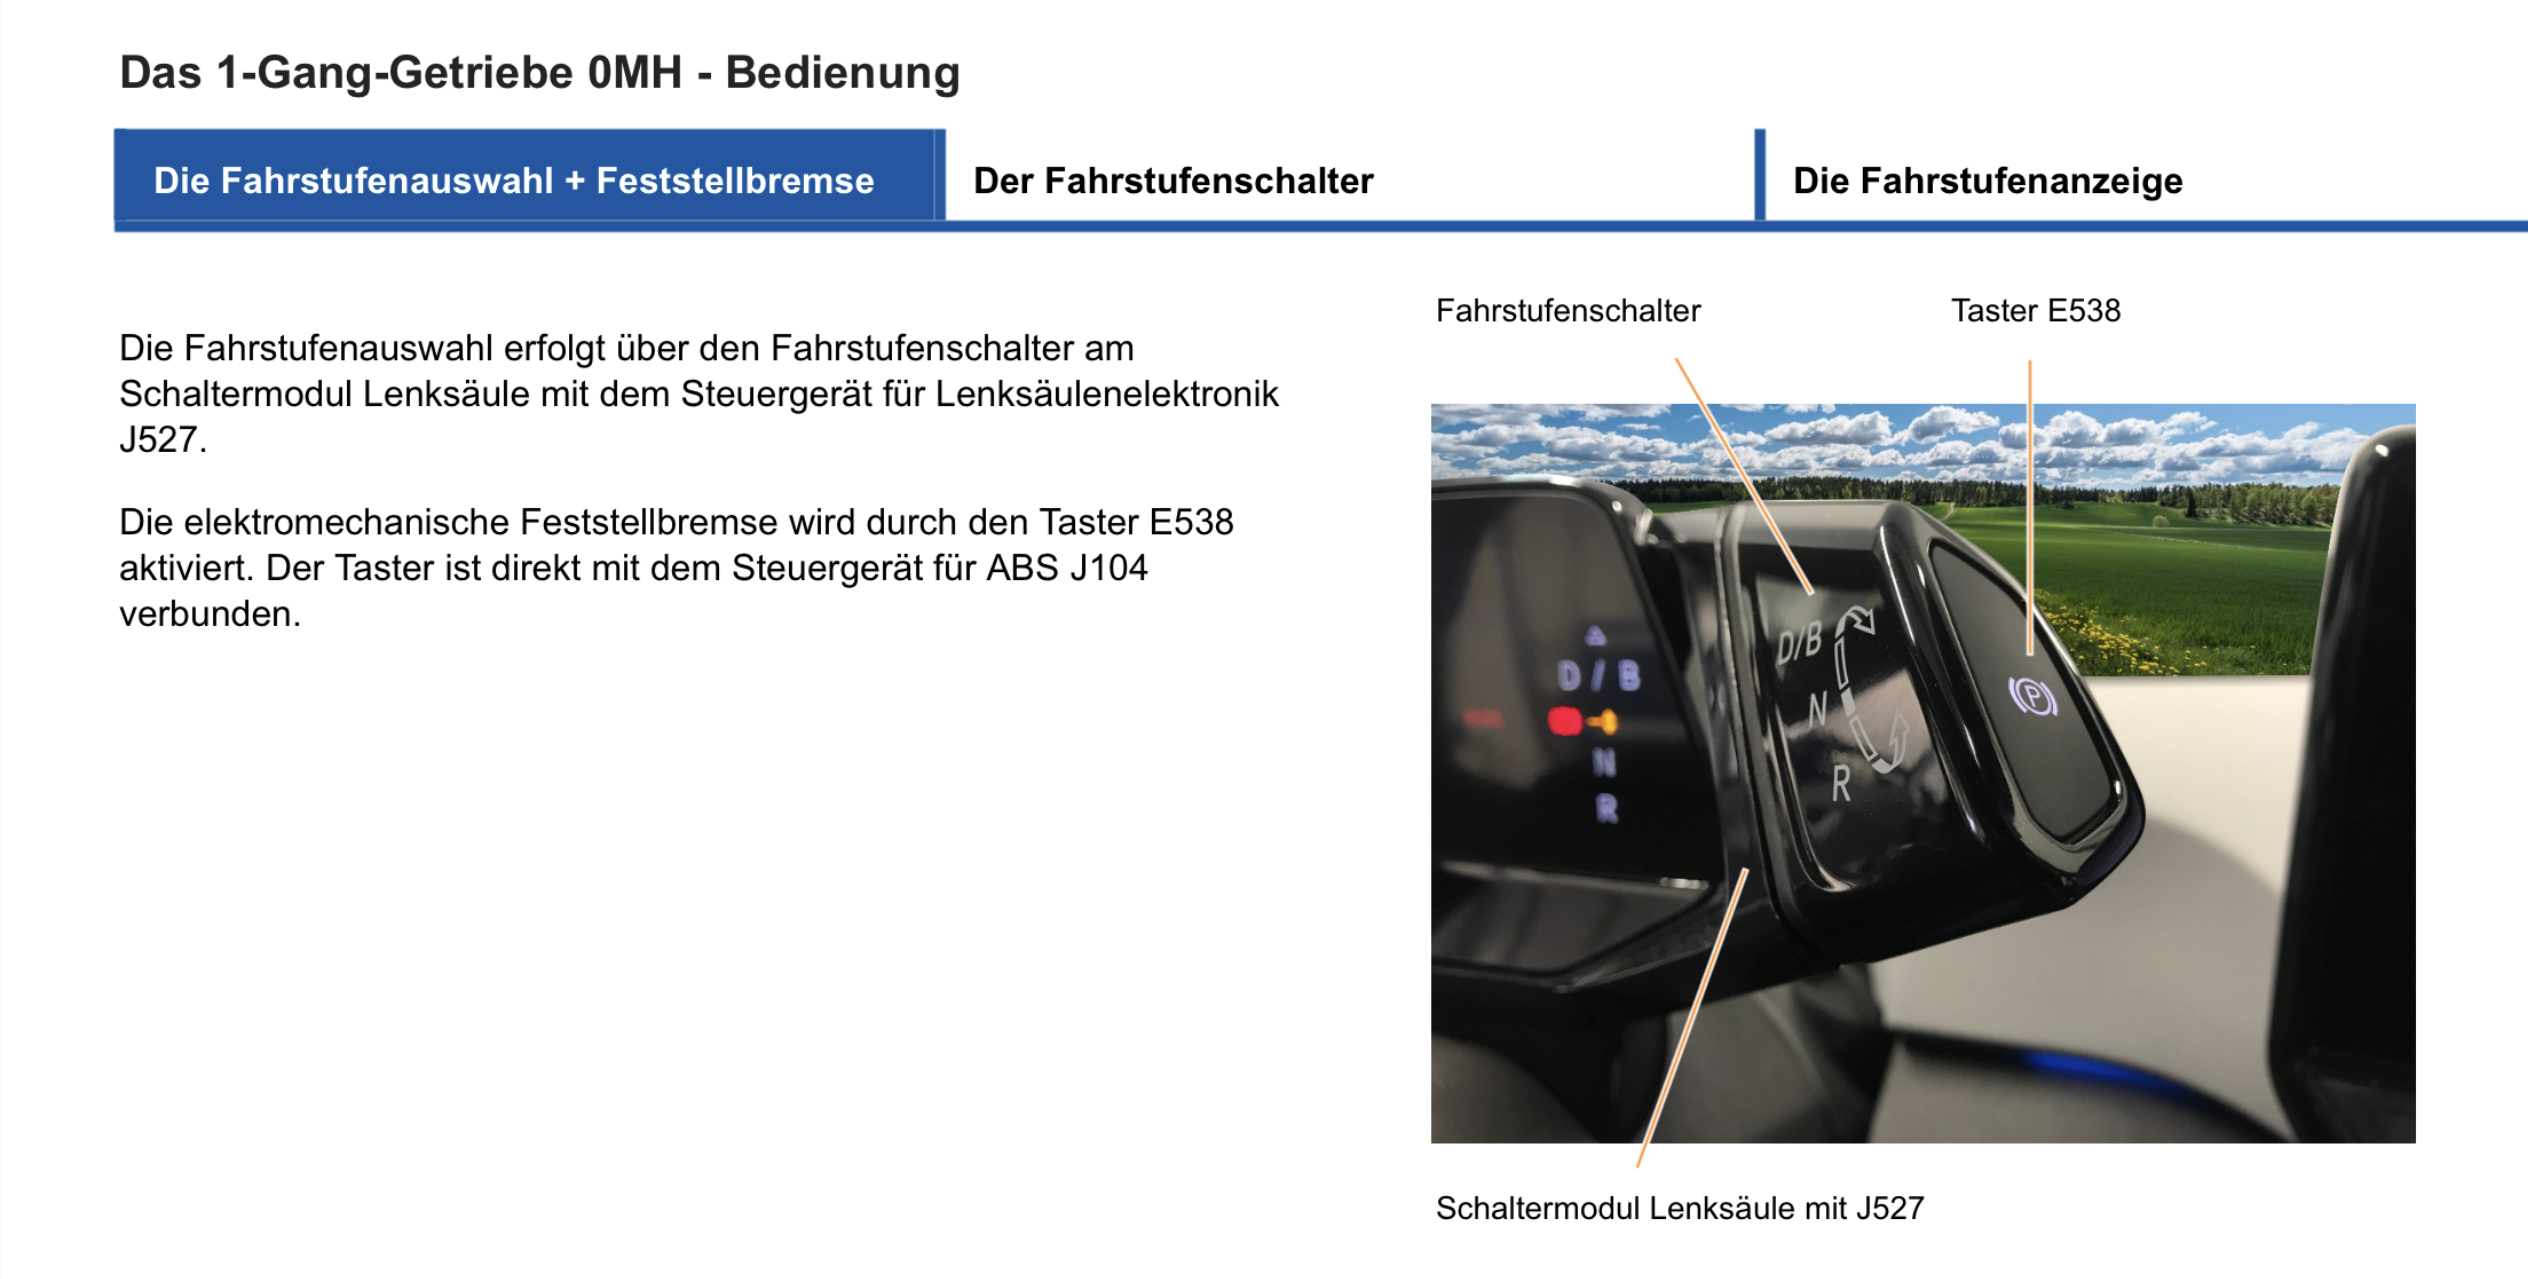 Das 1-Gang-Getriebe 0MH - Bedienung
Die Fahrstufenauswahl + Feststellbremse
Der Fahrstufenschalter
Die Fahrstufenanzeige
Die Fahrstufenauswahl erfolgt über den Fahrstufenschalter am
Schaltermodul Lenksäule mit dem Steuergerät für Lenksäulenelektronik
J527.
Die elektromechanische Feststellbremse wird durch den Taster E538
aktiviert. Der Taster ist direkt mit dem Steuergerät für ABS J104
verbunden.
Fahrstufenschalter
Taster E538
D / B
N
R
D/B
N
R
P
Schaltermodul Lenksäule mit J527